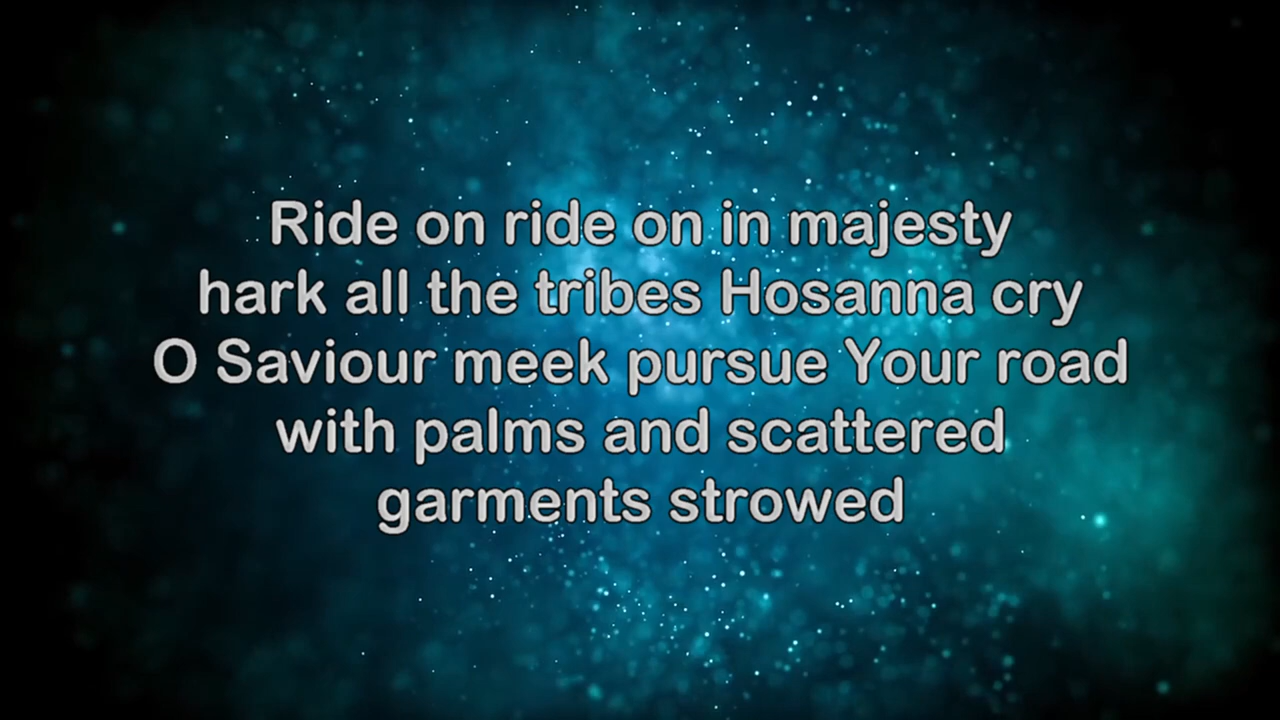 Ride on ride on in majesty
hark all the tribes Hosanna cry
O Saviour meek pursue Your road
with palms and scattered
garments strowed